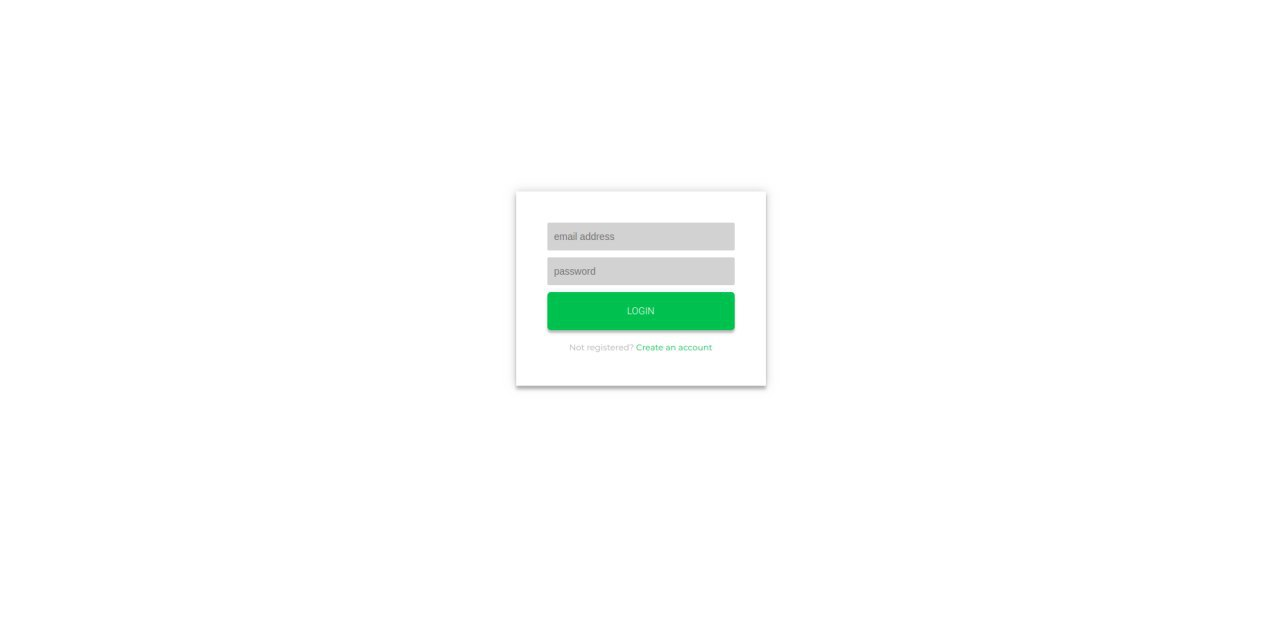 email address
password
LOGIN
Not registered? Create an account